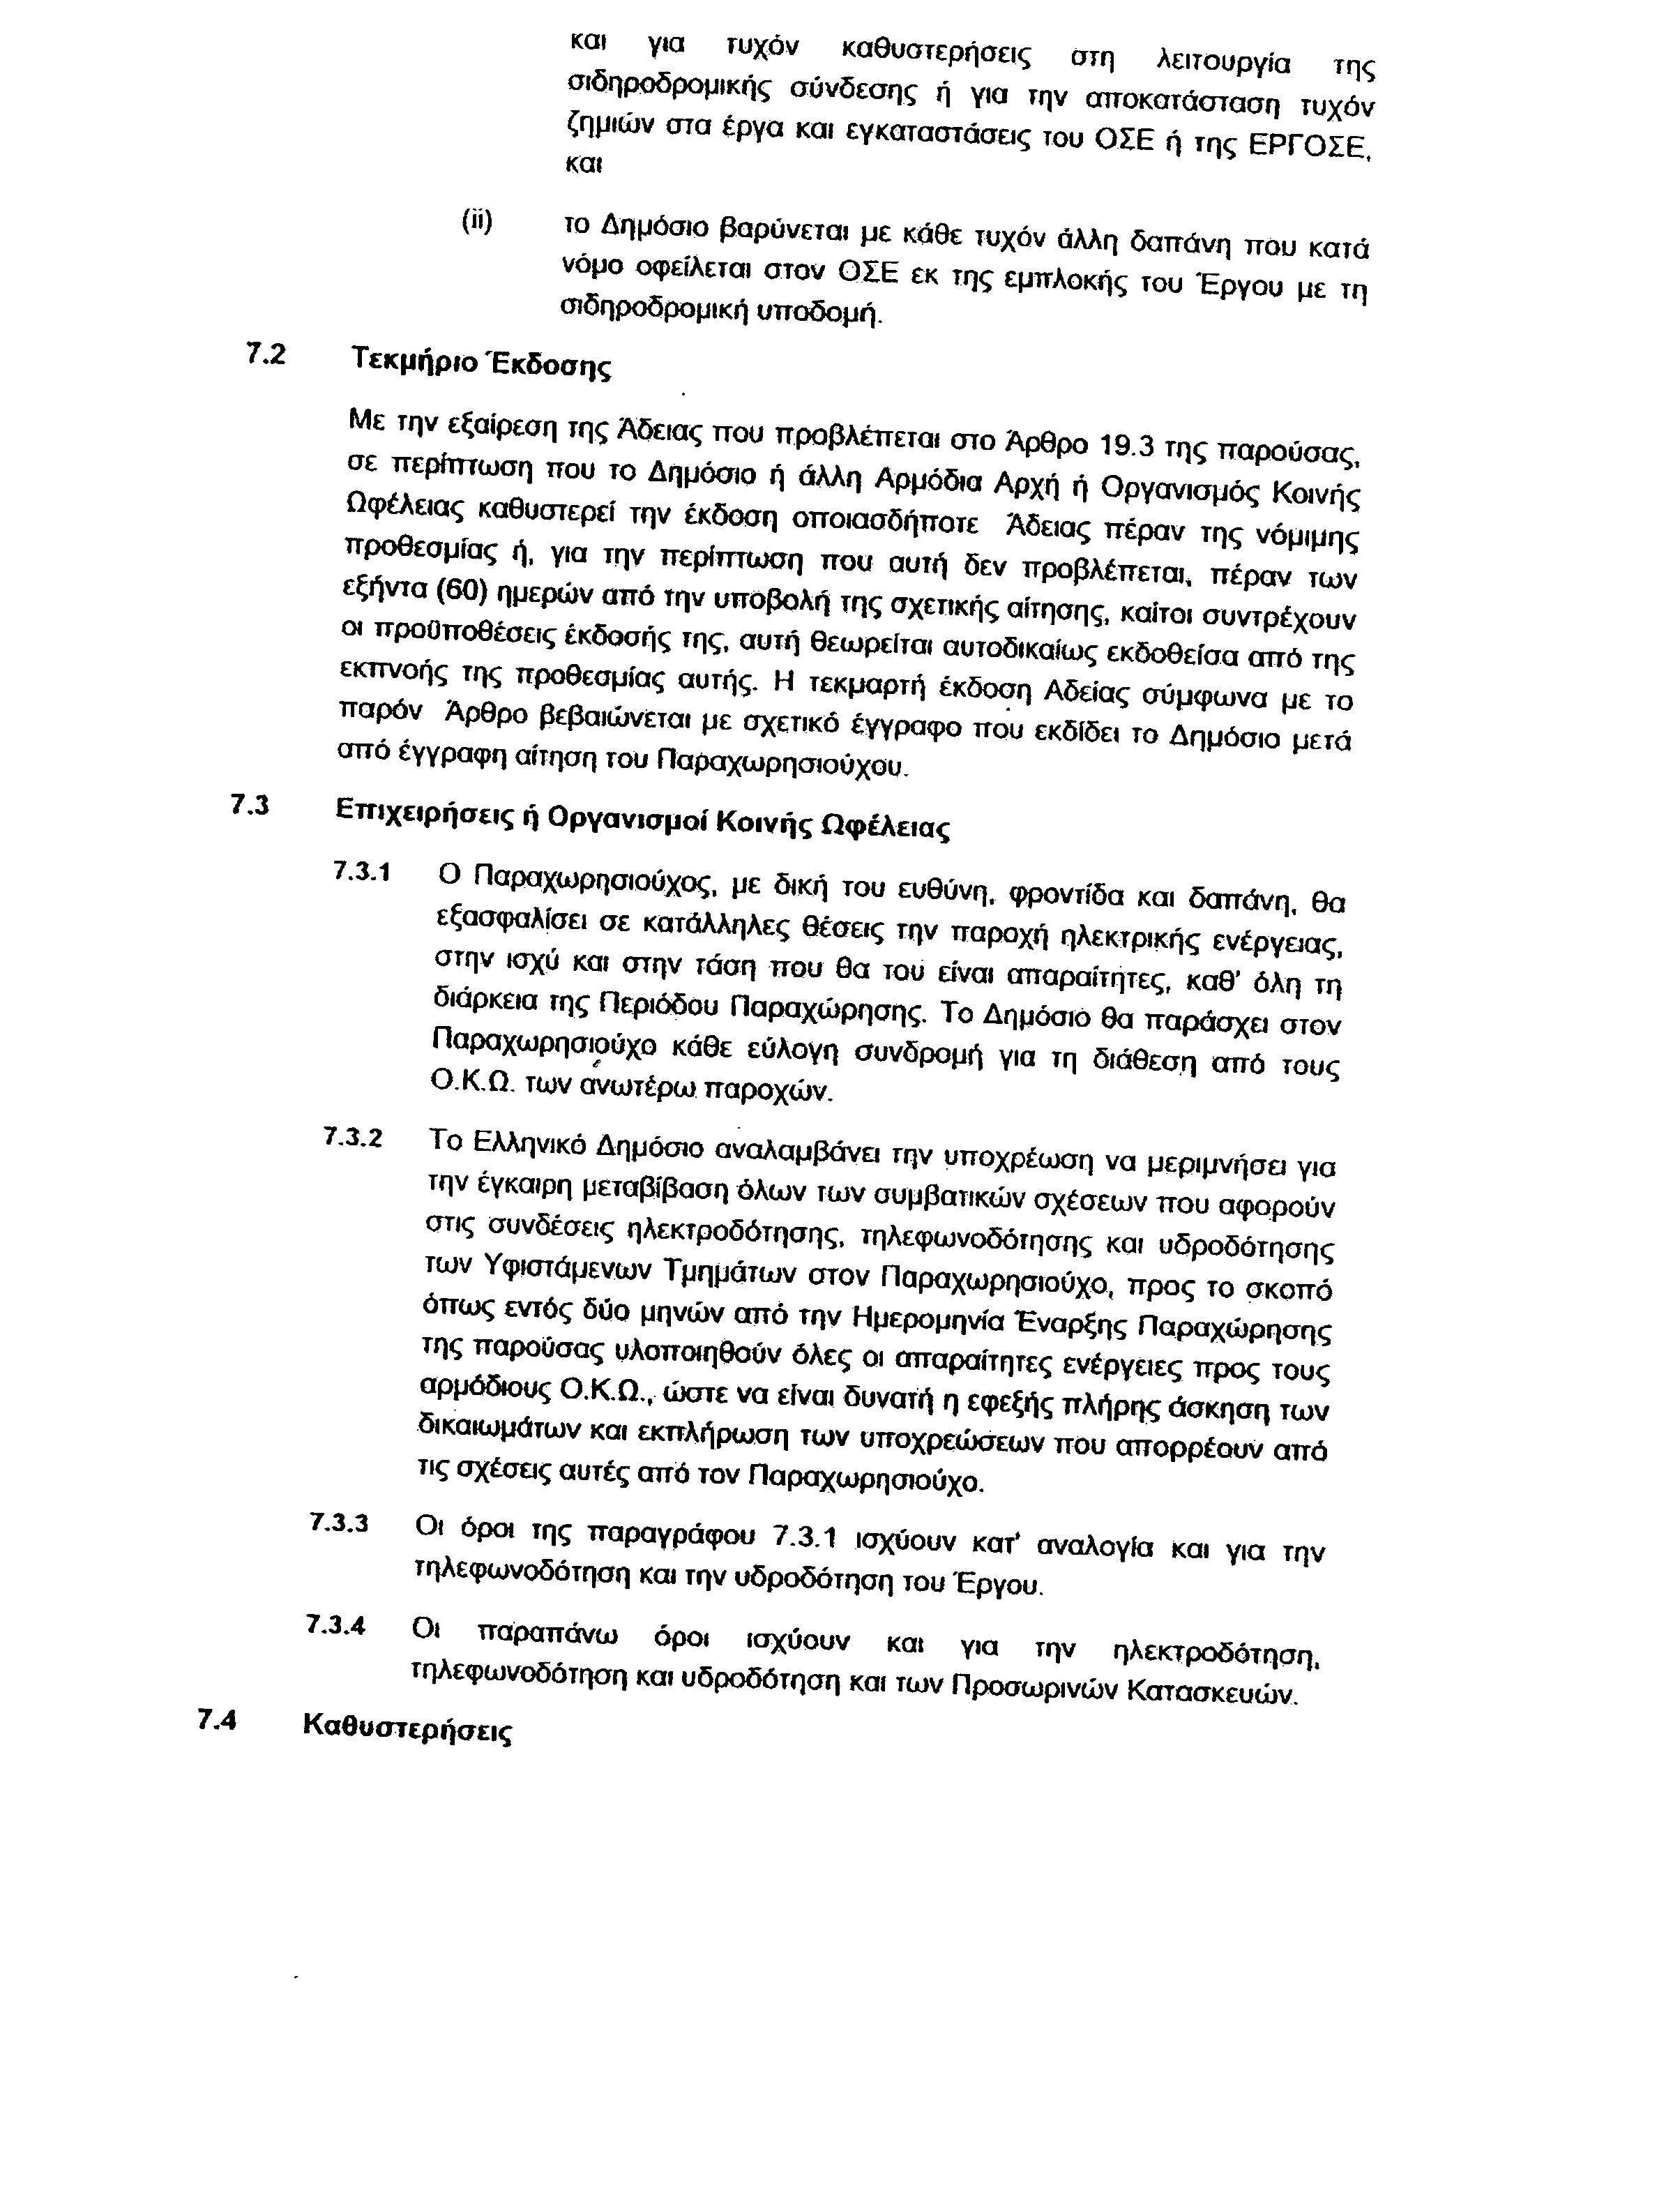 και για τυχόν καθυστερήσεις στη λειτουργία της
σιδηροδρομικής σύνδεσης ή για την αποκατάσταση τυχόν
ζημιών στα έργα και εγκαταστάσεις του ΟΣΕ ή της ΕΡΓΟΣΕ,
και
(ii) το Δημόσιο βαρύνεται με κάθε τυχόν άλλη δαπάνη που κατά
νόμο οφείλεται στον ΟΣΕ εκ της εμπλοκής του Έργου με τη
σιδηροδρομική υποδομή.
7.2 Τεκμήριο Έκδοσης
Με την εξαίρεση της Άδειας που προβλέπεται στο Άρθρο 19.3 της παρούσας,
σε περίπτωση που το Δημόσιο ή άλλη Αρμόδια Αρχή ή Οργανισμός Κοινής
Ωφέλειας καθυστερεί την έκδοση οποιασδήποτε Άδειας πέραν της νόμιμης
προθεσμίας ή, για την περίπτωση που αυτή δεν προβλέπεται, πέραν των
εξήντα (60) ημερών από την υποβολή της σχετικής αίτησης, καίτοι συντρέχουν
οι προϋποθέσεις έκδοσής της, αυτή θεωρείται αυτοδικαίως εκδοθείσα από της
εκπνοής της προθεσμίας αυτής. Η τεκμαρτή έκδοση Αδείας σύμφωνα με το
παρόν Άρθρο βεβαιώνεται με σχετικό έγγραφο που εκδίδει το Δημόσιο μετά
από έγγραφη αίτηση του Παραχωρησιούχου.
7.3 Επιχειρήσεις ή Οργανισμοί Κοινής Ωφέλειας
7.3.1 Ο Παραχωρησιούχος, με δική του ευθύνη, φροντίδα και δαπάνη, θα
εξασφαλίσει σε κατάλληλες θέσεις την παροχή ηλεκτρικής ενέργειας,
στην ισχύ και στην τάση που θα του είναι απαραίτητες, καθ' όλη τη
διάρκεια της Περιόδου Παραχώρησης. Το Δημόσιο θα παράσχει στον
Παραχωρησιούχο κάθε εύλογη συνδρομή για τη διάθεση από τους
Ο.Κ.Ω. των ανωτέρω παροχών.
7.3.2 Το Ελληνικό Δημόσιο αναλαμβάνει την υποχρέωση να μεριμνήσει για
την έγκαιρη μεταβίβαση όλων των συμβατικών σχέσεων που αφορούν
στις συνδέσεις ηλεκτροδότησης, τηλεφωνοδότησης και υδροδότησης
των Υφιστάμενων Τμημάτων στον Παραχωρησιούχο, προς το σκοπό
όπως εντός δύο μηνών από την Ημερομηνία Έναρξης Παραχώρησης
της παρούσας υλοποιηθούν όλες οι απαραίτητες ενέργειες προς τους
αρμόδιους Ο.Κ.Ω., ώστε να είναι δυνατή η εφεξής πλήρης άσκηση των
δικαιωμάτων και εκπλήρωση των υποχρεώσεων που απορρέουν από
τις σχέσεις αυτές από τον Παραχωρησιούχο.
7.3.3 Οι όροι της παραγράφου 7.3.1 ισχύουν κατ' αναλογία και για την
τηλεφωνοδότηση και την υδροδότηση του Έργου.
7.3.4 Οι παραπάνω όροι ισχύουν και για την ηλεκτροδότηση,
τηλεφωνοδότηση και υδροδότηση και των Προσωρινών Κατασκευών.
7.4 Καθυστερήσεις